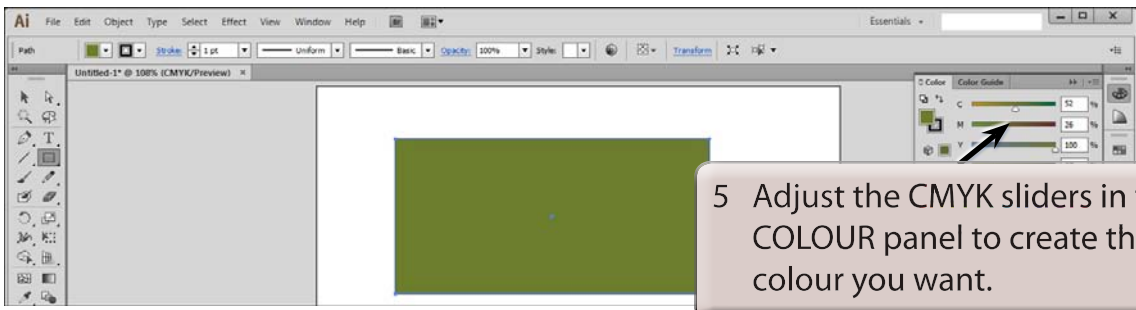 Ai File Edit Object Type Select Effect View Window Help Br Essentials
Path Stroke: 1 pt Uniform Basic Opacity: 100% Style: Transform
Untitled-1* @ 108% (CMYK/Preview) ×
Color Color Guide
C 52 %
M 26 %
Y 100 %
5 Adjust the CMYK sliders in
COLOUR panel to create
colour you want.